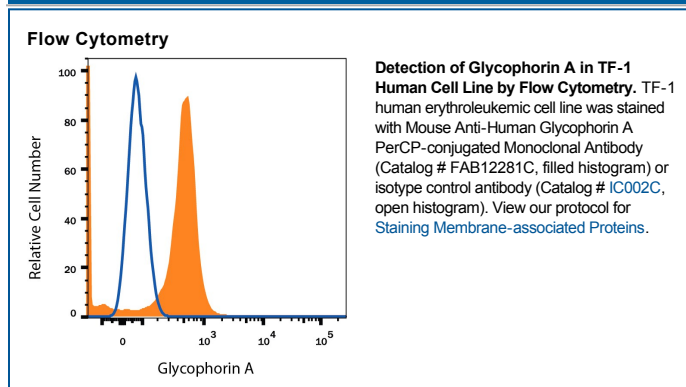 Flow Cytometry
Relative Cell Number
100
80
60
40
20
0
0
10³
10⁴
10⁵
Glycophorin A
Detection of Glycophorin A in TF-1
Human Cell Line by Flow Cytometry. TF-1
human erythroleukemic cell line was stained
with Mouse Anti-Human Glycophorin A
PerCP-conjugated Monoclonal Antibody
(Catalog # FAB12281C, filled histogram) or
isotype control antibody (Catalog # IC002C,
open histogram). View our protocol for
Staining Membrane-associated Proteins.